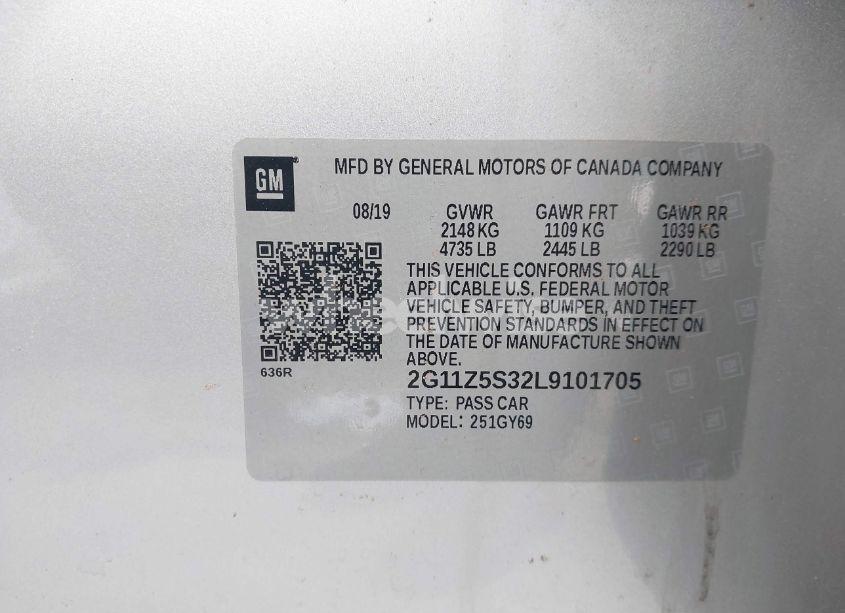 GM
MFD BY GENERAL MOTORS OF CANADA COMPANY
08/19 GVWR GAWR FRT GAWR RR
2148 KG 1109 KG 1039 KG
4735 LB 2445 LB 2290 LB
THIS VEHICLE CONFORMS TO ALL
APPLICABLE U.S. FEDERAL MOTOR
VEHICLE SAFETY, BUMPER, AND THEFT
PREVENTION STANDARDS IN EFFECT ON
THE DATE OF MANUFACTURE SHOWN
ABOVE.
636R
2G11Z5S32L9101705
TYPE: PASS CAR
MODEL: 251GY69